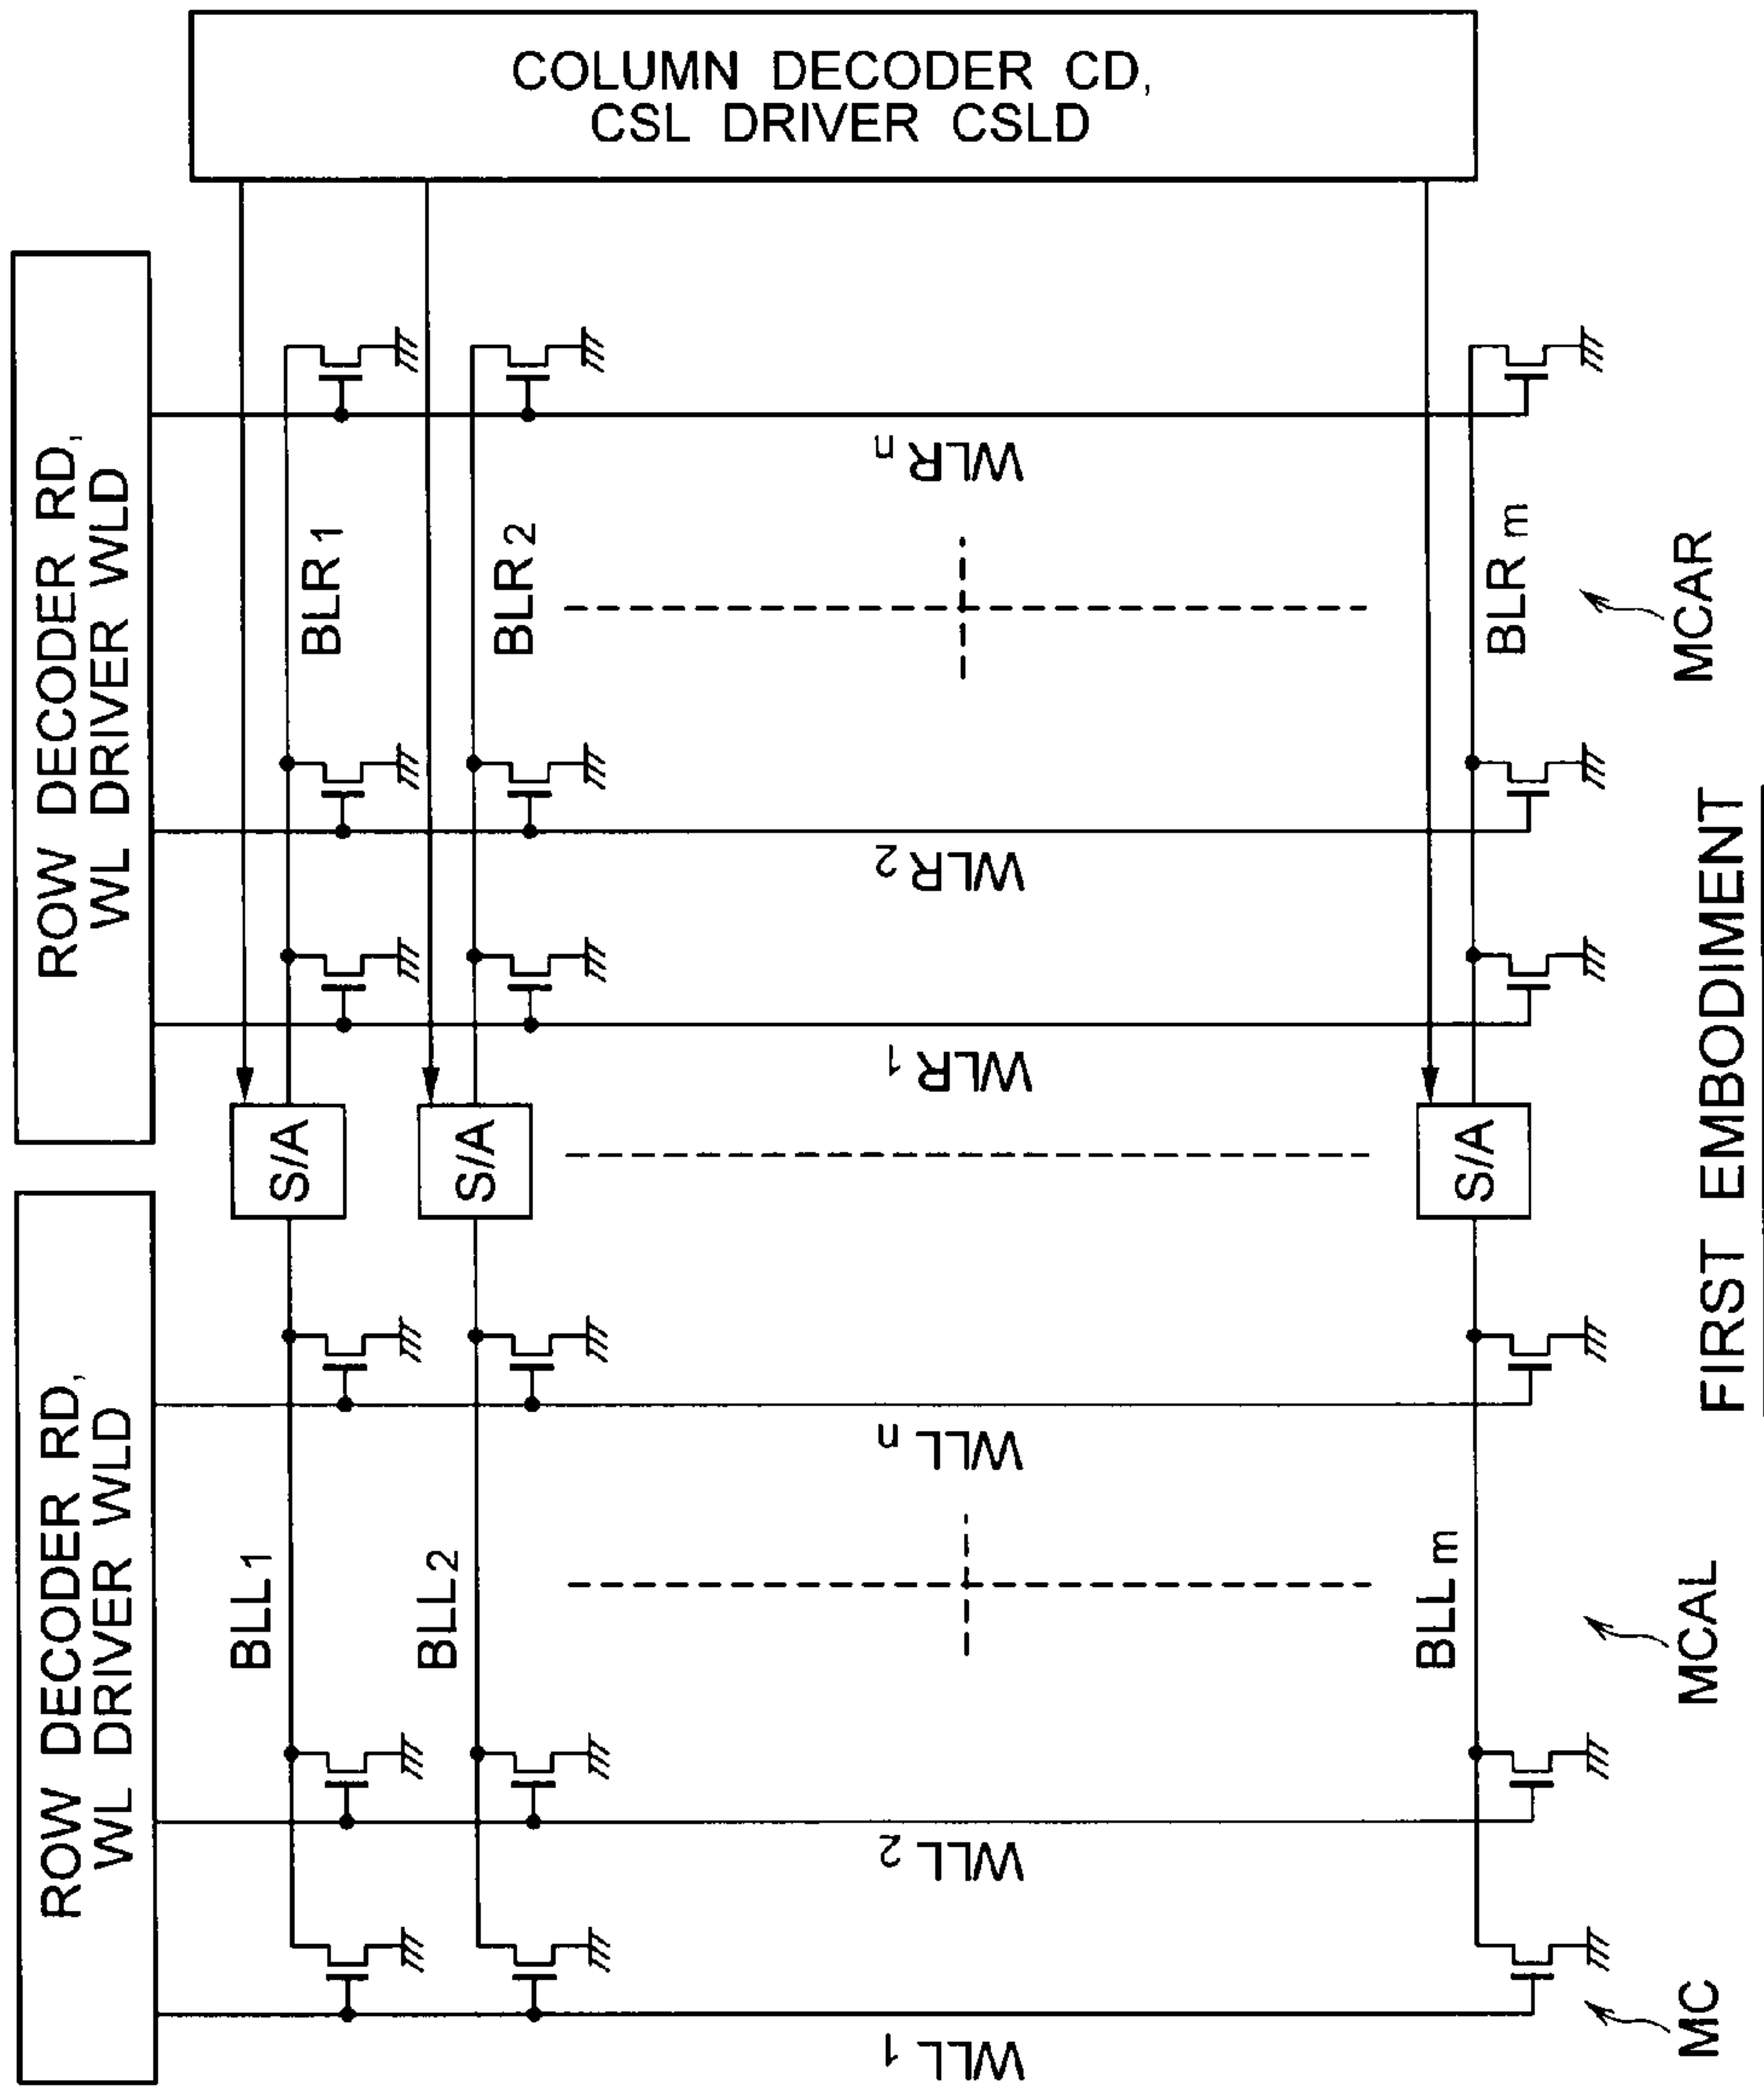 COLUMN DECODER CD,
CSL DRIVER CSLD
ROW DECODER RD,
WL DRIVER WLD
ROW DECODER RD,
WL DRIVER WLD
BLL1
BLR1
S/A
BLL2
BLR2
S/A
WLL1
WLL2
WLLn
WLR1
WLR2
WLRn
BLLm
BLRm
S/A
MC
MCAL
MCAR
FIRST EMBODIMENT